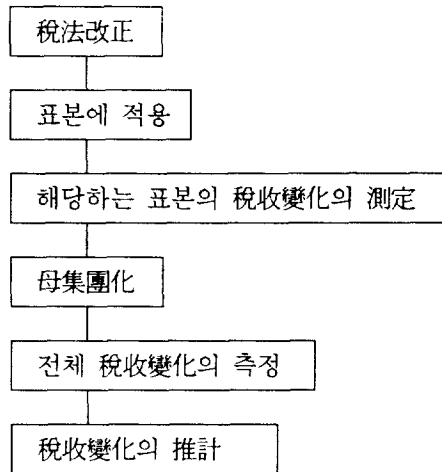 稅法改正
표본에 적용
해당하는 표본의 稅收變化의 測定
母集團化
전체 稅收變化의 측정
稅收變化의 推計